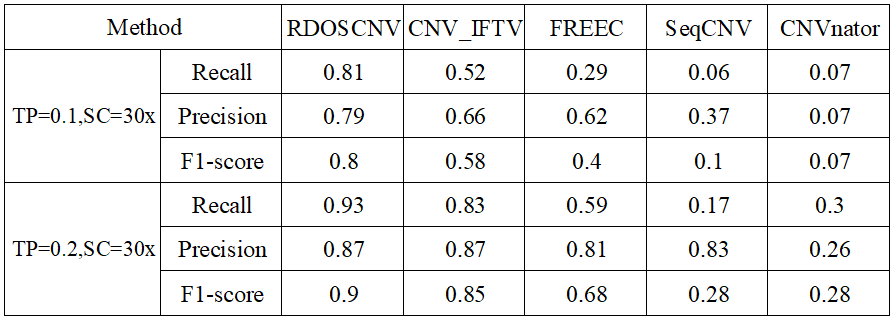 Method RDOSCNV CNV_IFTV FREEC SeqCNV CNVnator
TP=0.1,SC=30x Recall 0.81 0.52 0.29 0.06 0.07
Precision 0.79 0.66 0.62 0.37 0.07
F1-score 0.8 0.58 0.4 0.1 0.07
TP=0.2,SC=30x Recall 0.93 0.83 0.59 0.17 0.3
Precision 0.87 0.87 0.81 0.83 0.26
F1-score 0.9 0.85 0.68 0.28 0.28